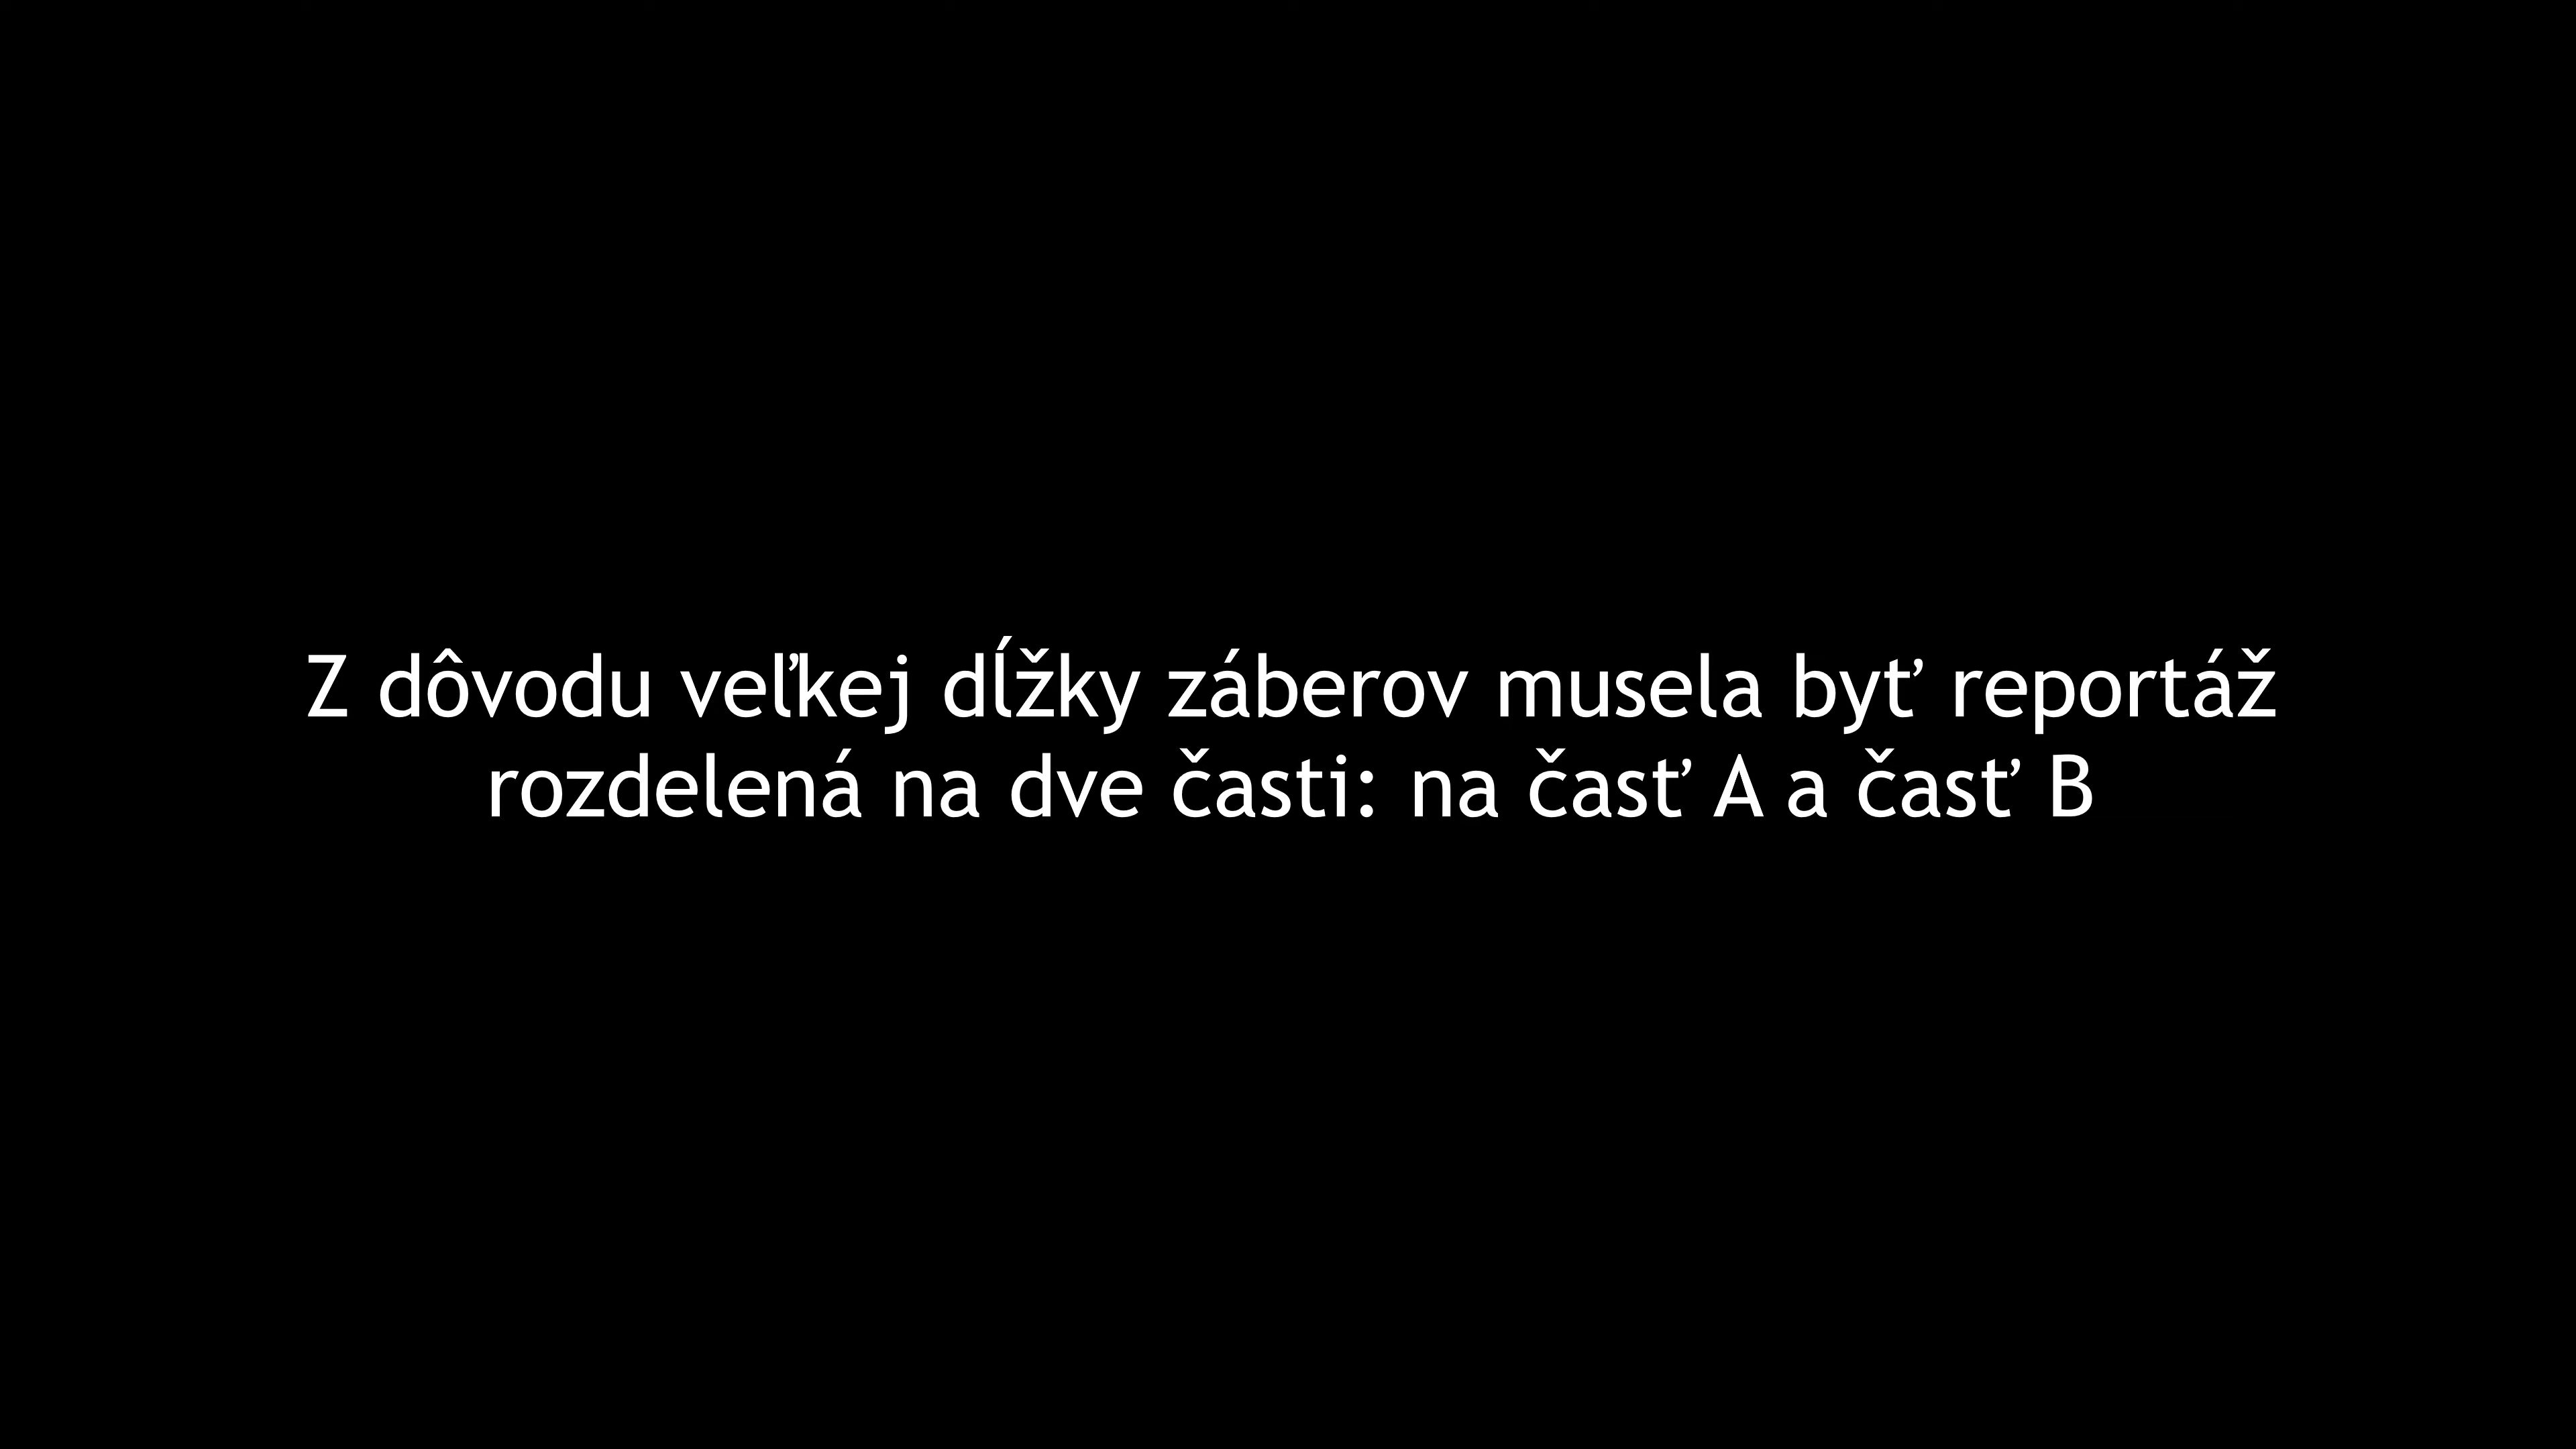 Z dôvodu veľkej dĺžky záberov musela byť reportáž
rozdelená na dve časti: na časť A a časť B